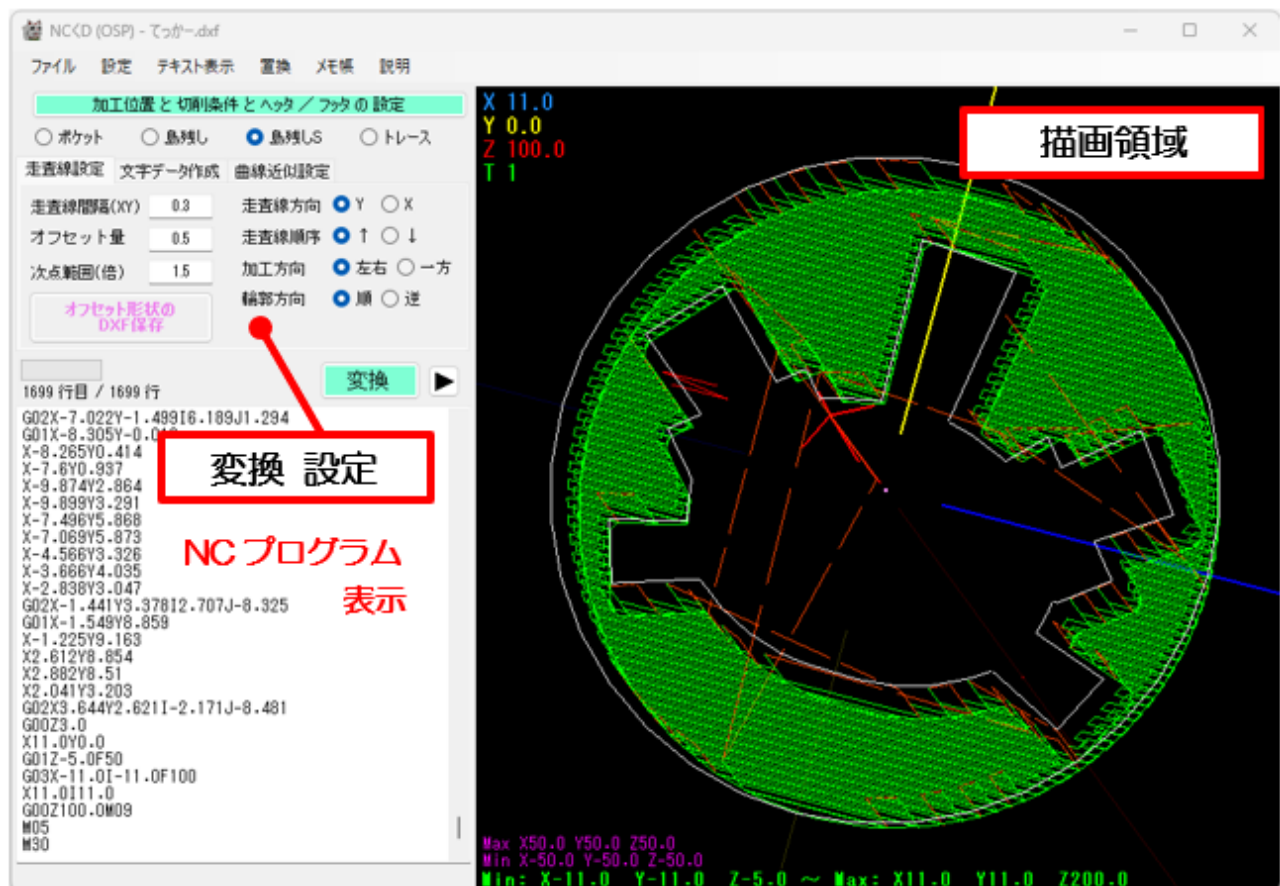 NCくD (OSP) - てっかー.dxf
ファイル 設定 テキスト表示 置換 メモ帳 説明
加工位置 と 切削条件 と ヘッタ ／ フッタ の 設定
ポケット 島残し 島残しS トレース
走査線設定 文字データ作成 曲線近似設定
走査線間隔(XY) 0.3 走査線方向 Y X
オフセット量 0.5 走査線順序 ↑ ↓
次点範囲(倍) 1.5 加工方向 左右 一方
輪郭方向 順 逆
オフセット形状の
DXF保存
変換
1699 行目 / 1699 行
G02X-7.022Y-1.499I6.189J1.294
X-8.265Y0.414
X-7.6Y0.937
X-9.874Y2.864
X-9.899Y3.291
X-7.496Y5.868
X-7.069Y5.873
X-4.566Y3.326
X-3.666Y4.035
X-2.838Y3.047
G02X-1.441Y3.378I2.707J-8.325
G01X-1.549Y8.859
X-1.225Y9.163
X2.612Y8.854
X2.882Y8.51
X2.041Y3.203
G02X3.644Y2.621I-2.171J-8.481
G00Z3.0
X11.0Y0.0
G01Z-5.0F50
G03X-11.0I-11.0F100
X11.0I11.0
G00Z100.0M09
M05
M30
変換 設定
NC プログラム
表示
X 11.0
Y 0.0
Z 100.0
T 1
描画領域
Max X50.0 Y50.0 Z50.0
Min X-50.0 Y-50.0 Z-50.0
Min: X-11.0 Y-11.0 Z-5.0 ～ Max: X11.0 Y11.0 Z200.0